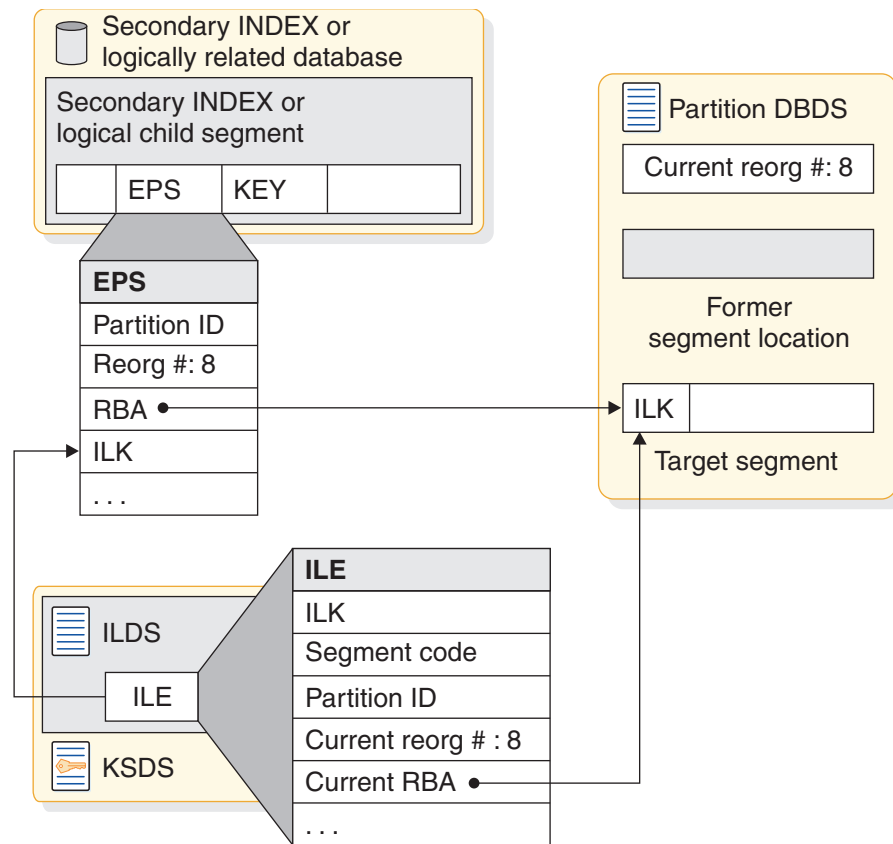 Secondary INDEX or
logically related database
Secondary INDEX or
logical child segment
EPS
KEY
EPS
Partition ID
Reorg #: 8
RBA
ILK
. . .
Partition DBDS
Current reorg #: 8
Former
segment location
ILK
Target segment
ILDS
ILE
KSDS
ILE
ILK
Segment code
Partition ID
Current reorg # : 8
Current RBA
. . .